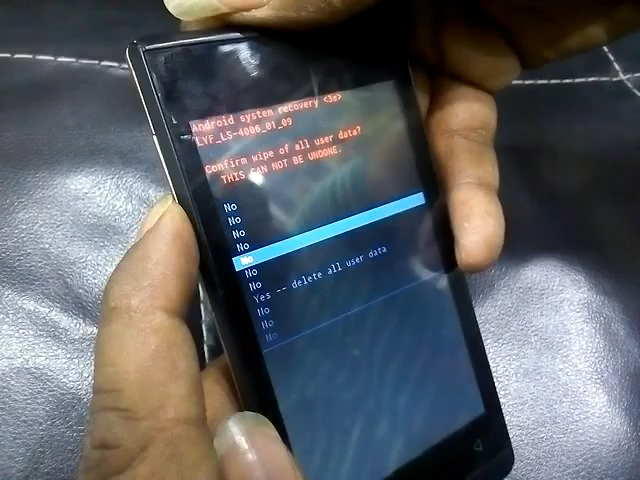 Android system recovery <3e>
LYF_LS-4006_01_09
Confirm wipe of all user data?
THIS CAN NOT BE UNDONE.
No
No
No
No
No
No
No
Yes -- delete all user data
No
No
No